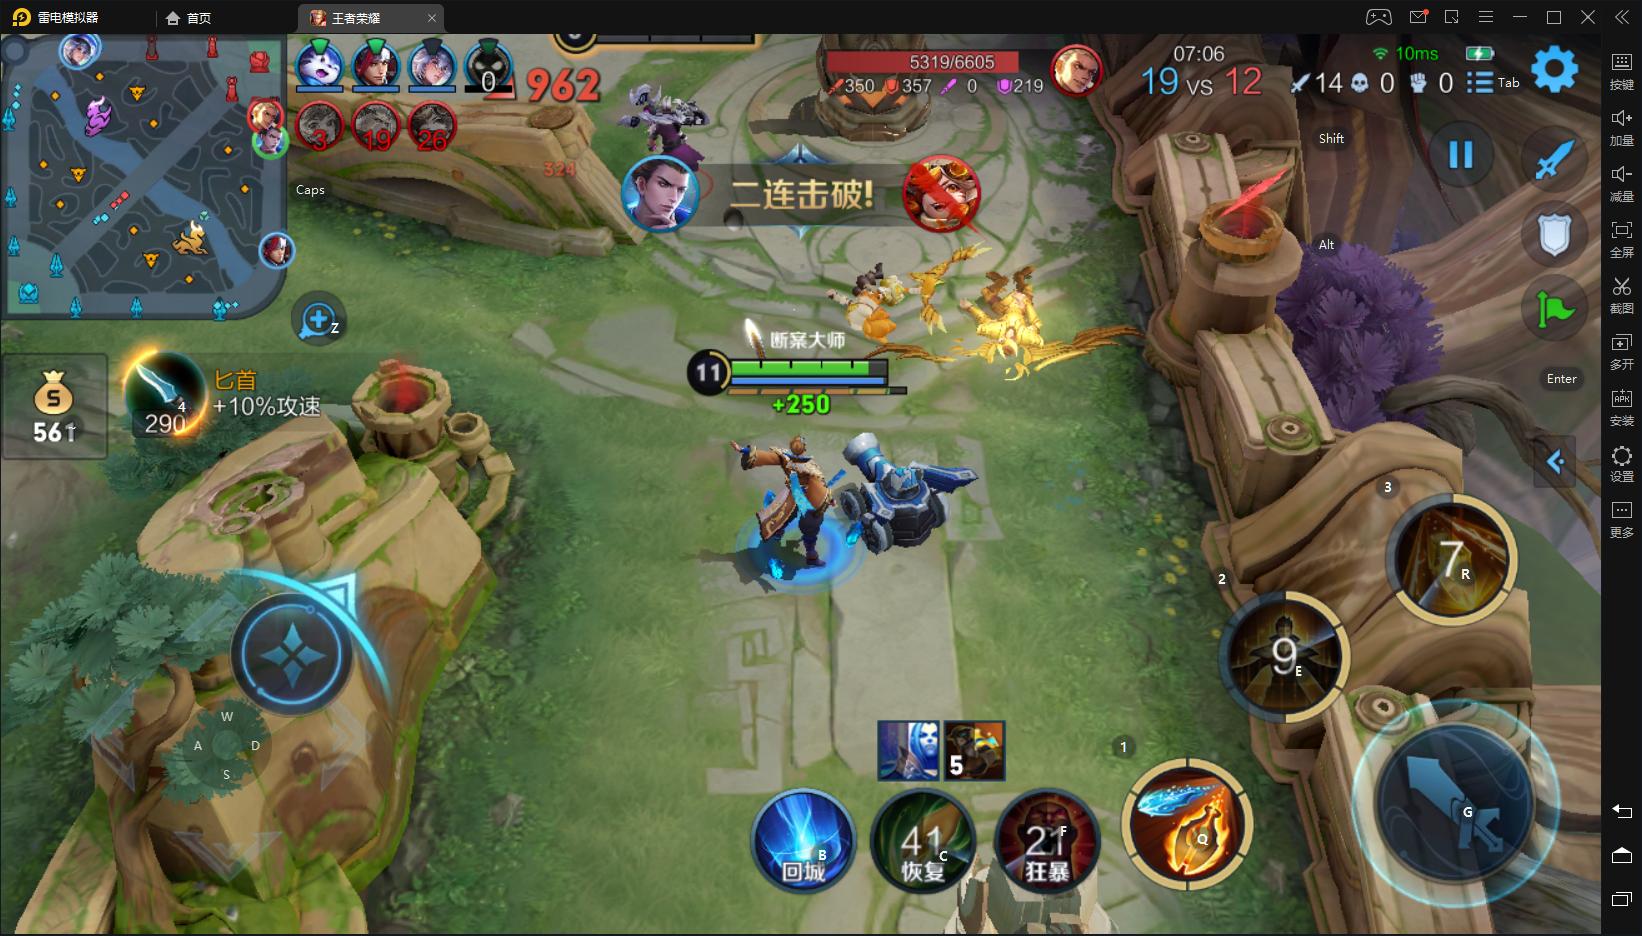 雷电模拟器
首页
王者荣耀
5319/6605
350 357 0 219
07:06
19 vs 12
14 0 0
10ms
Tab
0
962
3 19 26
324
Caps
Shift
二连击破!
Alt
Z
断案大师
11
+250
Enter
匕首
+10%攻速
4
290
561
3
7 R
2
9 E
W
A D
S
5
1
Q
G
B
回城
41 C
恢复
21 F
狂暴
按键
加量
减量
全屏
截图
多开
APK
安装
设置
更多